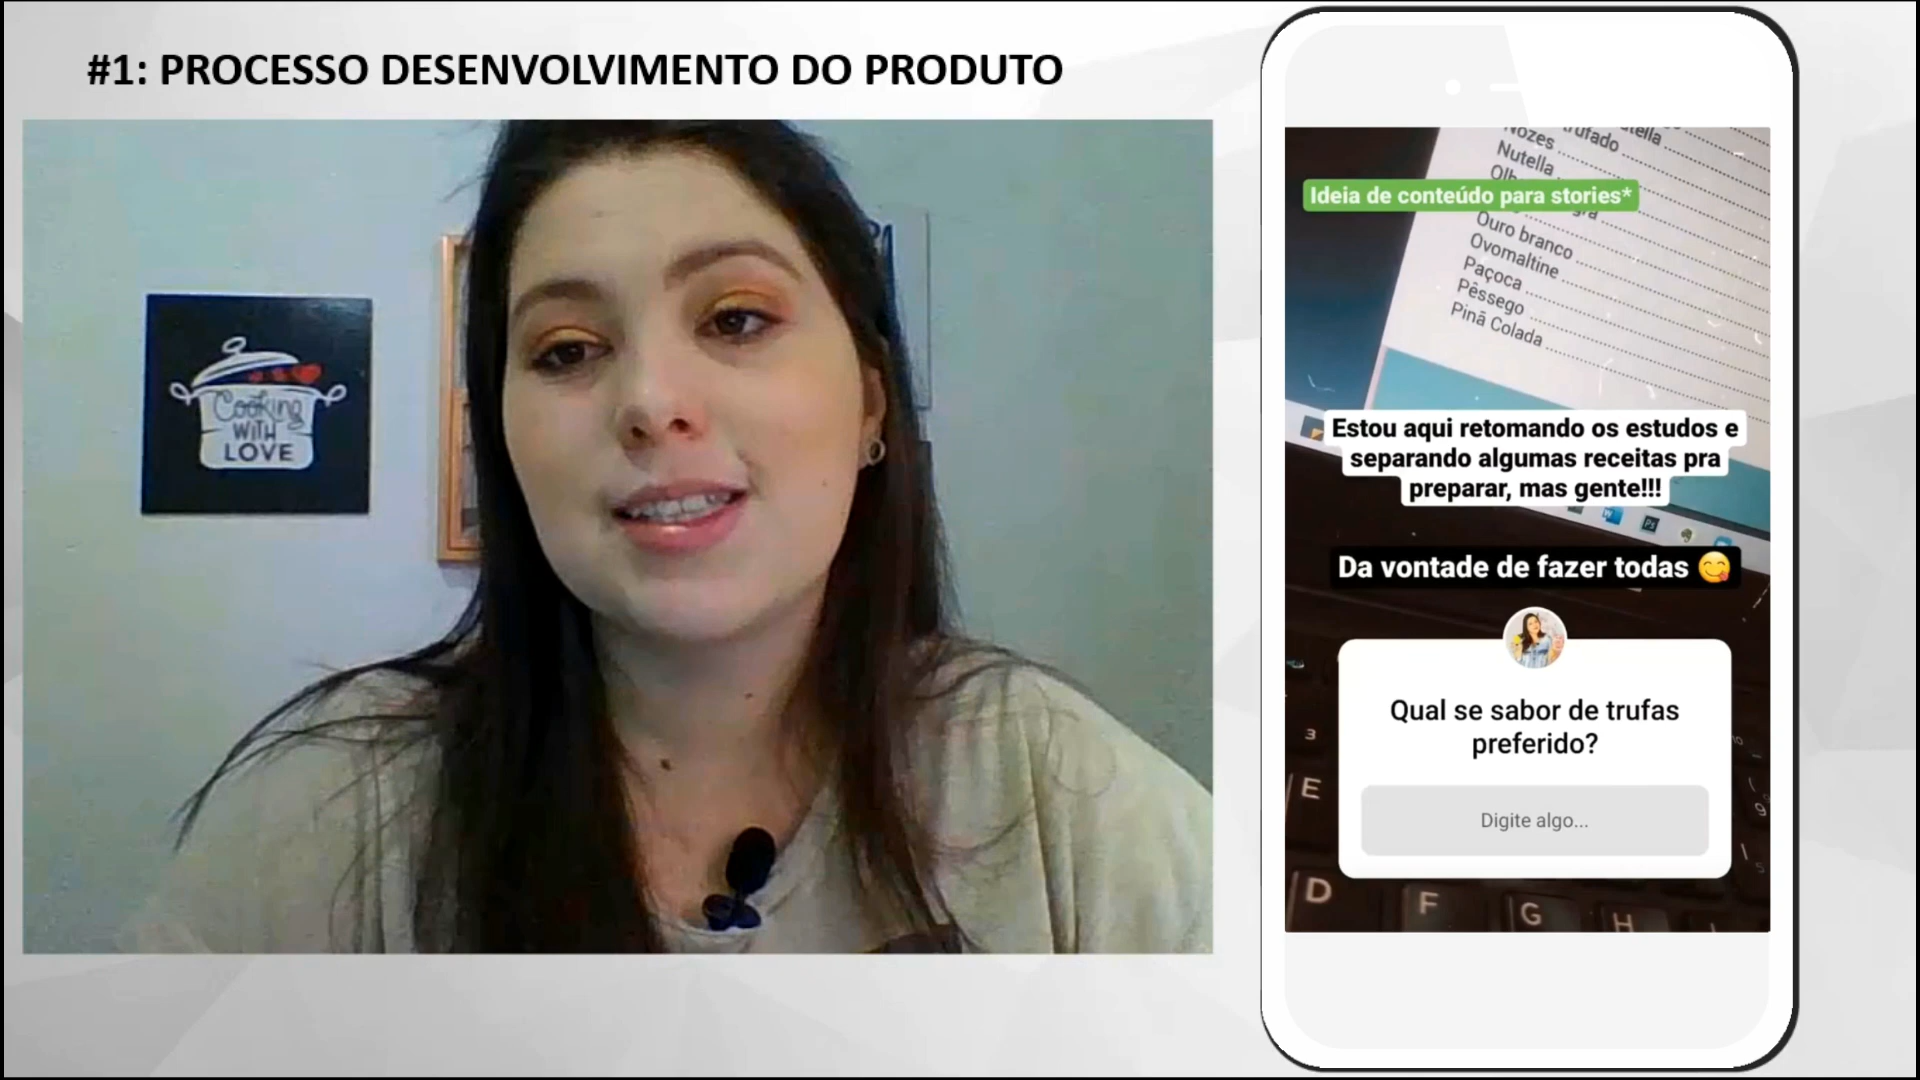 #1: PROCESSO DESENVOLVIMENTO DO PRODUTO
Cooking
WITH
LOVE
Nozes
Nutella
Ouro branco
Ovomaltine
Paçoca
Pêssego
Pinã Colada
Ideia de conteúdo para stories*
Estou aqui retomando os estudos e
separando algumas receitas pra
preparar, mas gente!!!
Da vontade de fazer todas 😋
Qual se sabor de trufas
preferido?
Digite algo...
3
E
D
F
G
H